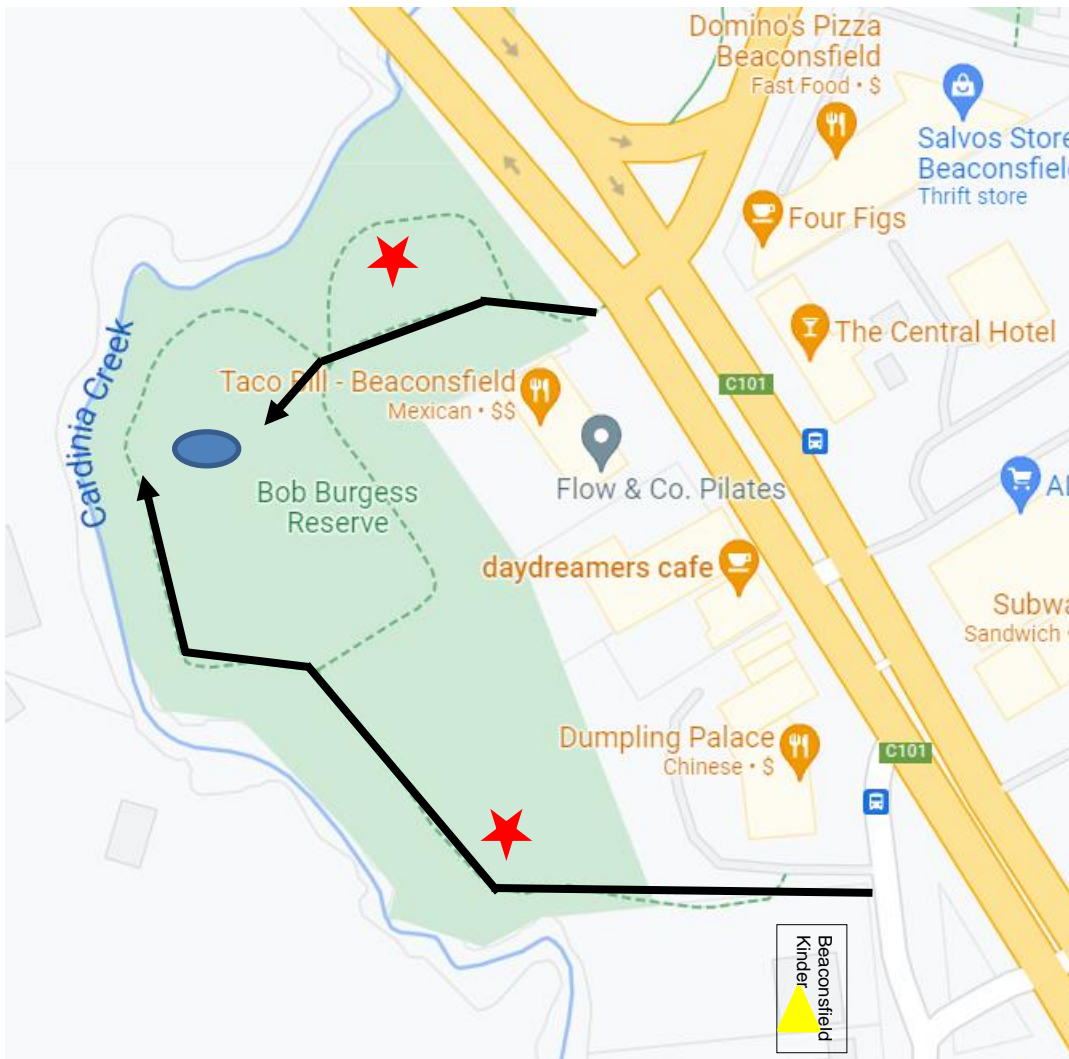 Domino's Pizza
Beaconsfield
Fast Food • $
Salvos Store
Beaconsfield
Thrift store
Four Figs
The Central Hotel
C101
Taco Bill - Beaconsfield
Mexican • $$
Cardinia Creek
Flow & Co. Pilates
Bob Burgess
Reserve
daydreamers cafe
Sandwich •
Dumpling Palace
Chinese • $
C101
Beaconsfield
Kinder